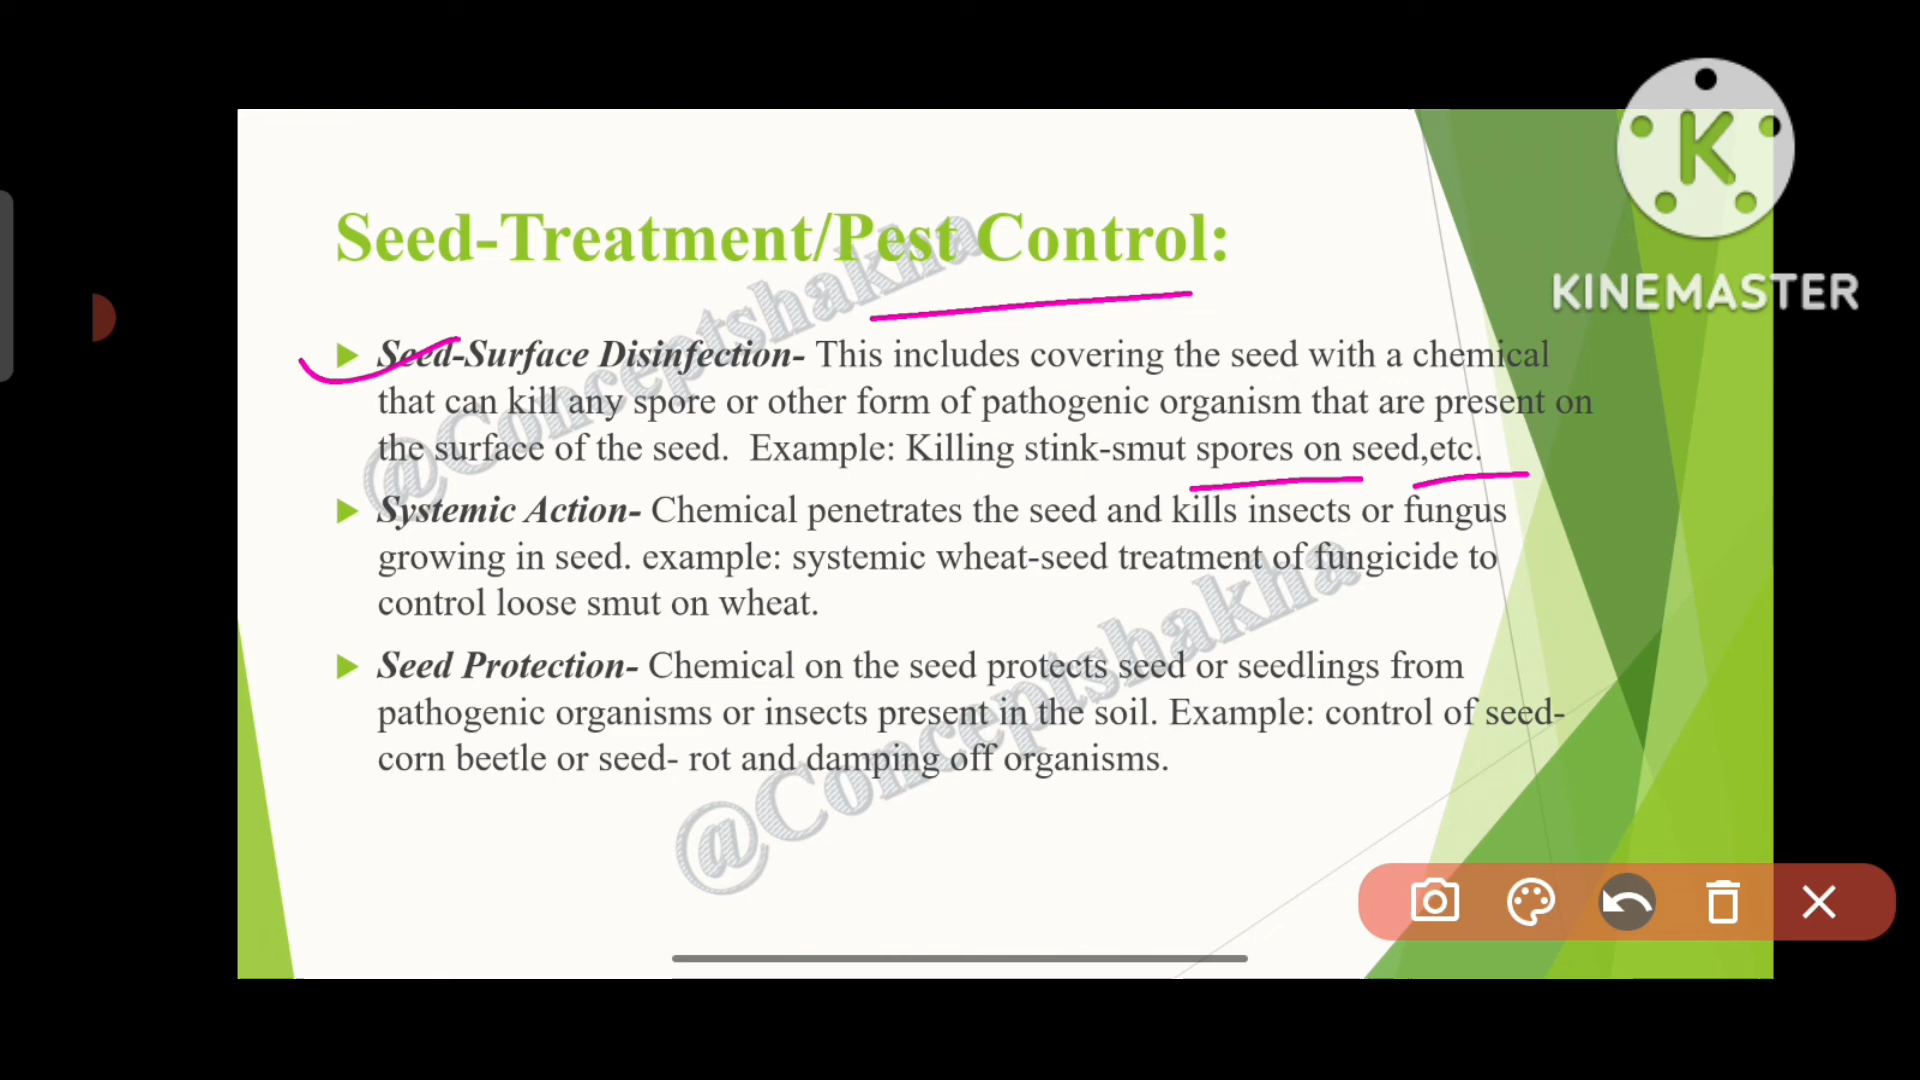 K
KINEMASTER
Seed-Treatment/Pest Control:
Seed-Surface Disinfection- This includes covering the seed with a chemical
that can kill any spore or other form of pathogenic organism that are present on
the surface of the seed.  Example: Killing stink-smut spores on seed,etc.
Systemic Action- Chemical penetrates the seed and kills insects or fungus
growing in seed. example: systemic wheat-seed treatment of fungicide to
control loose smut on wheat.
Seed Protection- Chemical on the seed protects seed or seedlings from
pathogenic organisms or insects present in the soil. Example: control of seed-
corn beetle or seed- rot and damping off organisms.
@Conceptshakha
@Conceptshakha